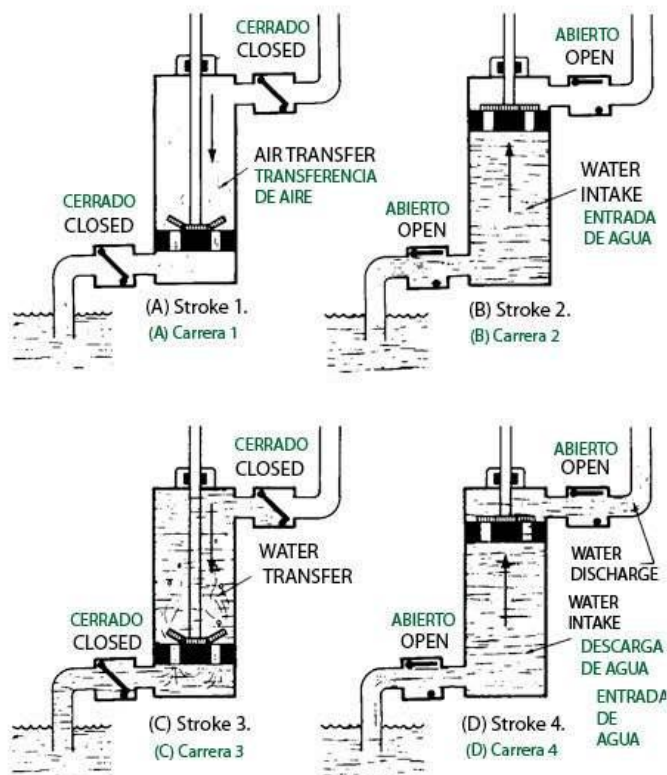 CERRADO
CLOSED
AIR TRANSFER
TRANSFERENCIA
DE AIRE
CERRADO
CLOSED
(A) Stroke 1.
(A) Carrera 1
ABIERTO
OPEN
WATER
INTAKE
ENTRADA
DE AGUA
ABIERTO
OPEN
(B) Stroke 2.
(B) Carrera 2
CERRADO
CLOSED
WATER
TRANSFER
CERRADO
CLOSED
(C) Stroke 3.
(C) Carrera 3
ABIERTO
OPEN
WATER
DISCHARGE
WATER
INTAKE
DESCARGA
DE AGUA
ENTRADA
DE
AGUA
ABIERTO
OPEN
(D) Stroke 4.
(D) Carrera 4